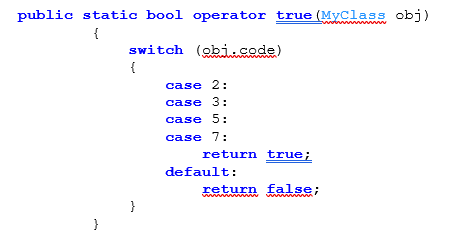 public static bool operator true(MyClass obj)
{
switch (obj.code)
{
case 2:
case 3:
case 5:
case 7:
return true;
default:
return false;
}
}